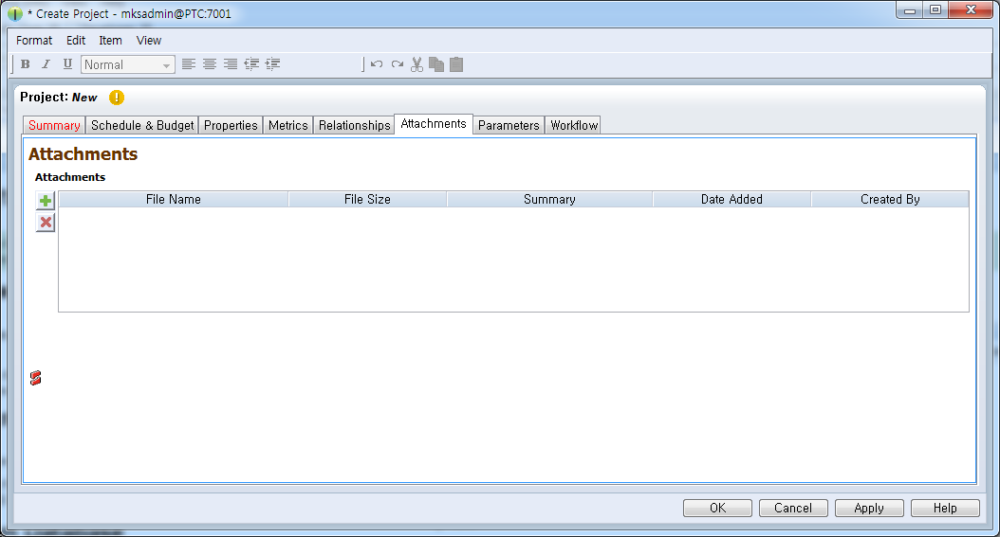 * Create Project - mksadmin@PTC:7001
Format Edit Item View
B I U Normal
Project: New
Summary Schedule & Budget Properties Metrics Relationships Attachments Parameters Workflow
Attachments
Attachments
File Name File Size Summary Date Added Created By
OK Cancel Apply Help